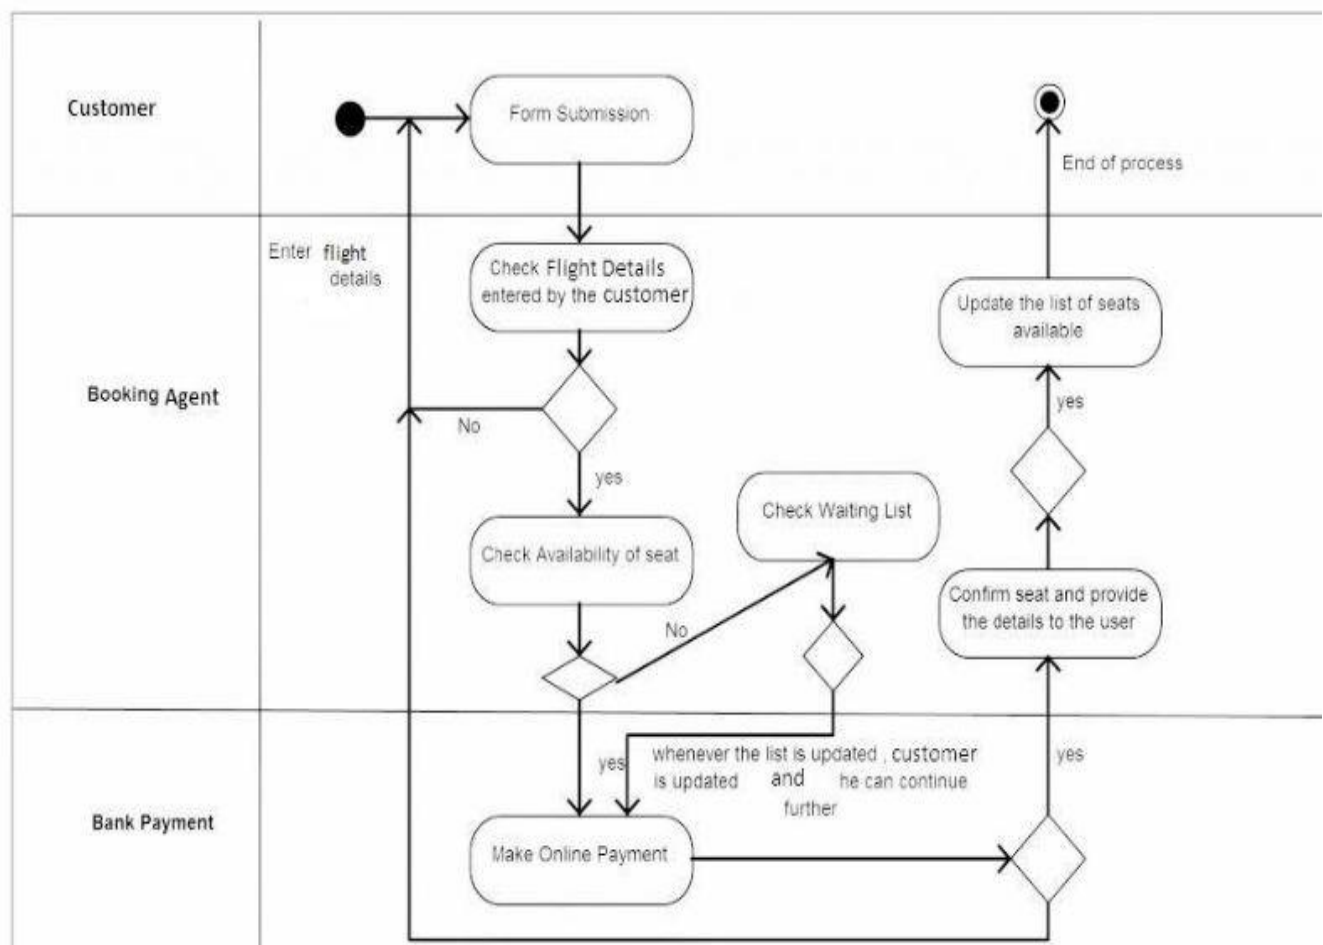 Customer
Form Submission
End of process
Enter flight
details
Check Flight Details
entered by the customer
Update the list of seats
available
Booking Agent
No
yes
yes
Check Waiting List
Check Availability of seat
Confirm seat and provide
the details to the user
No
yes
whenever the list is updated , customer
is updated and he can continue
further
yes
Bank Payment
Make Online Payment